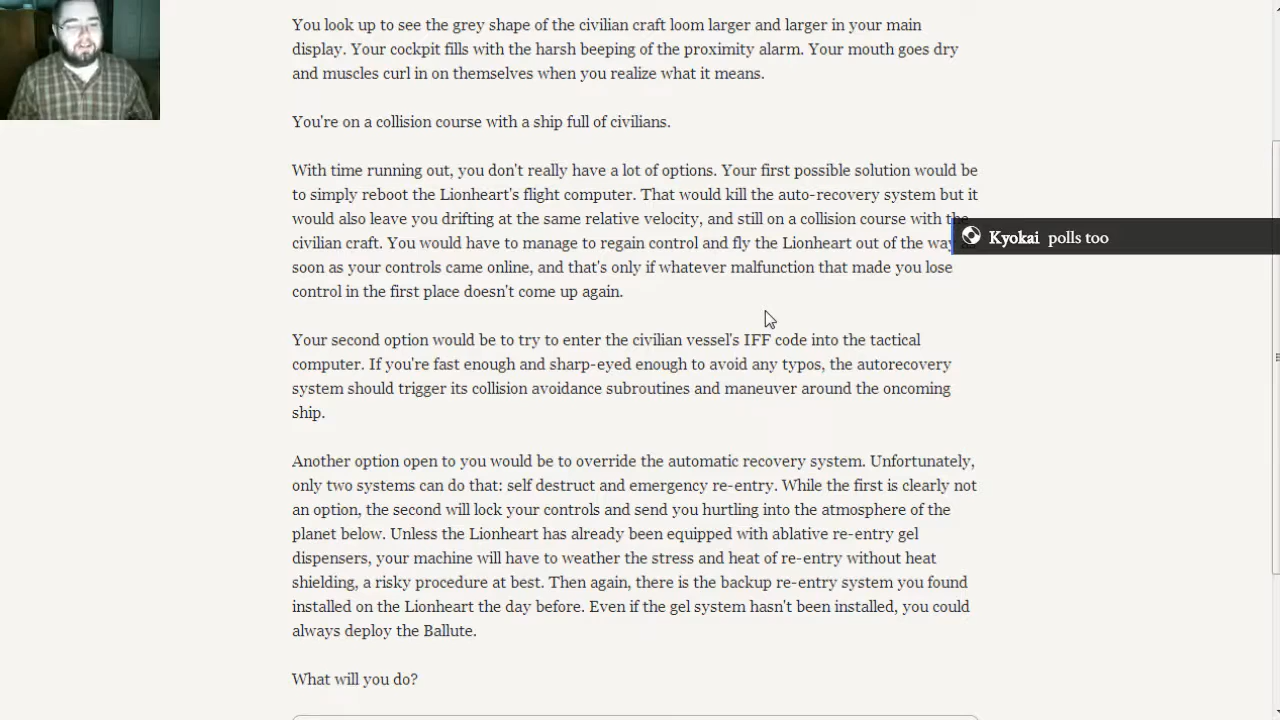 You look up to see the grey shape of the civilian craft loom larger and larger in your main
display. Your cockpit fills with the harsh beeping of the proximity alarm. Your mouth goes dry
and muscles curl in on themselves when you realize what it means.
You're on a collision course with a ship full of civilians.
With time running out, you don't really have a lot of options. Your first possible solution would be
to simply reboot the Lionheart's flight computer. That would kill the auto-recovery system but it
would also leave you drifting at the same relative velocity, and still on a collision course with the
civilian craft. You would have to manage to regain control and fly the Lionheart out of the way
Kyokai polls too
soon as your controls came online, and that's only if whatever malfunction that made you lose
control in the first place doesn't come up again.
Your second option would be to try to enter the civilian vessel's IFF code into the tactical
computer. If you're fast enough and sharp-eyed enough to avoid any typos, the autorecovery
system should trigger its collision avoidance subroutines and maneuver around the oncoming
ship.
Another option open to you would be to override the automatic recovery system. Unfortunately,
only two systems can do that: self destruct and emergency re-entry. While the first is clearly not
an option, the second will lock your controls and send you hurtling into the atmosphere of the
planet below. Unless the Lionheart has already been equipped with ablative re-entry gel
dispensers, your machine will have to weather the stress and heat of re-entry without heat
shielding, a risky procedure at best. Then again, there is the backup re-entry system you found
installed on the Lionheart the day before. Even if the gel system hasn't been installed, you could
always deploy the Ballute.
What will you do?